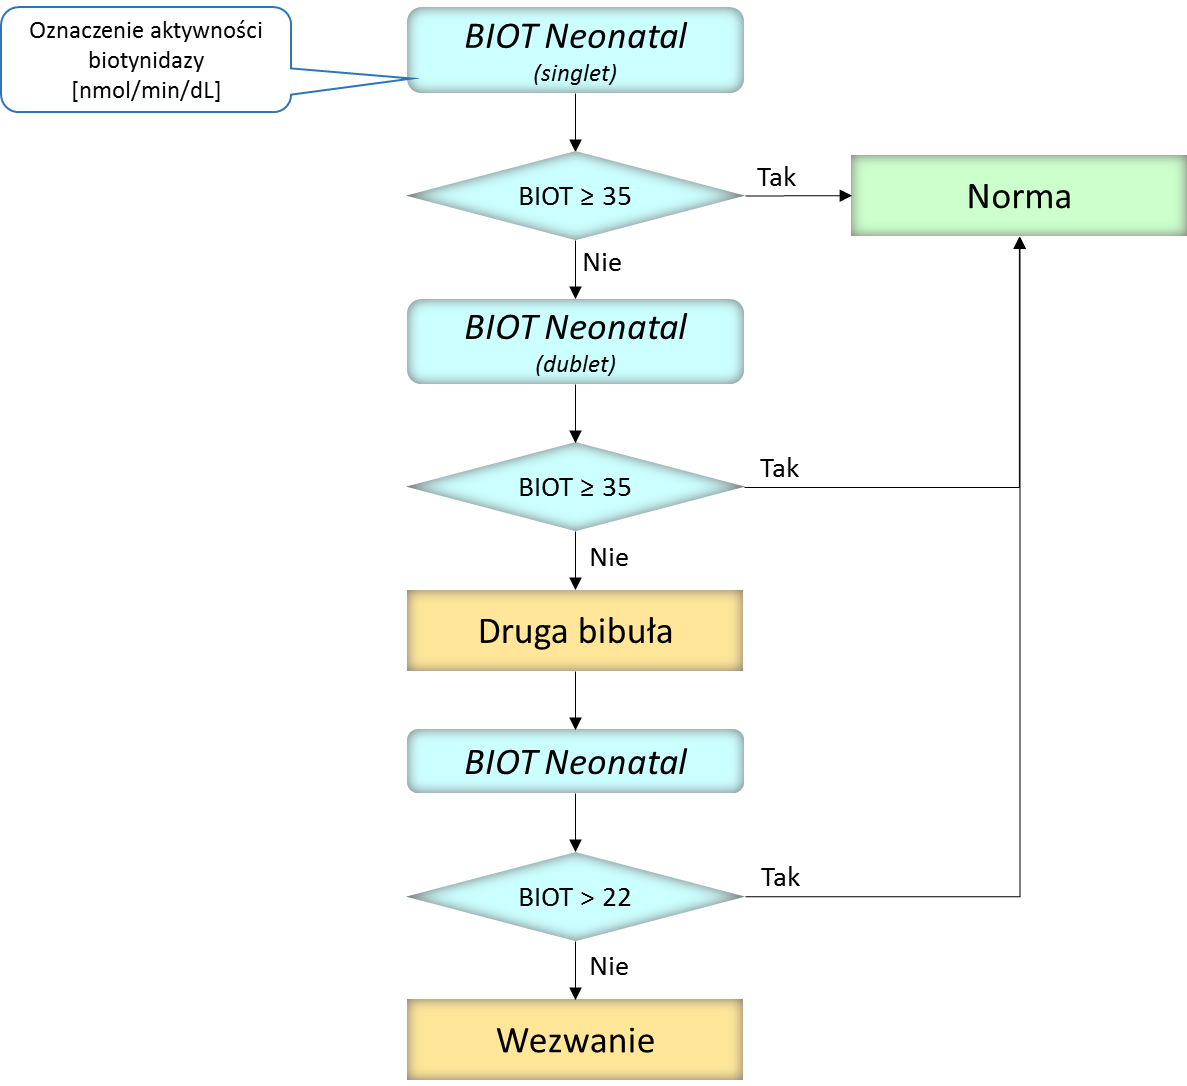 Oznaczenie aktywności
biotynidazy
[nmol/min/dL]
BIOT Neonatal
(singlet)
BIOT ≥ 35
Tak
Norma
Nie
BIOT Neonatal
(dublet)
BIOT ≥ 35
Tak
Nie
Druga bibuła
BIOT Neonatal
BIOT > 22
Tak
Nie
Wezwanie